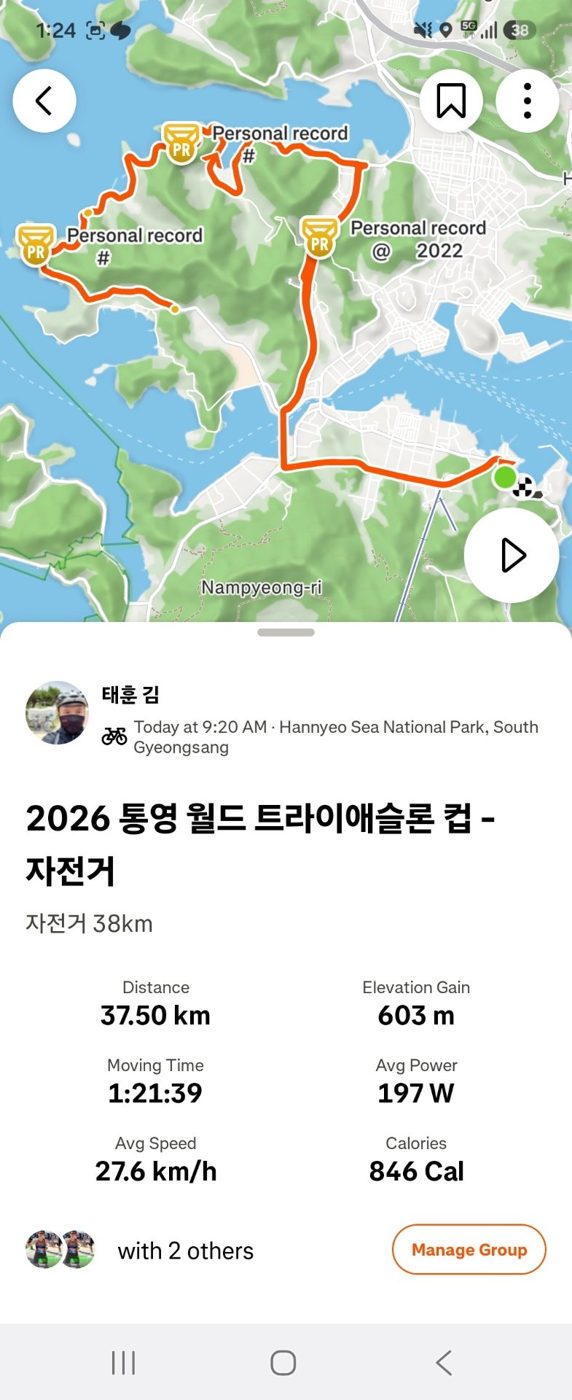 1:24
5G
38
PR
Personal record
#
PR
Personal record
@ 2022
PR
Personal record
#
H
Nampyeong-ri
태훈 김
Today at 9:20 AM · Hannyeo Sea National Park, South
Gyeongsang
2026 통영 월드 트라이애슬론 컵 -
자전거
자전거 38km
Distance
Elevation Gain
37.50 km
603 m
Moving Time
Avg Power
1:21:39
197 W
Avg Speed
Calories
27.6 km/h
846 Cal
with 2 others
Manage Group